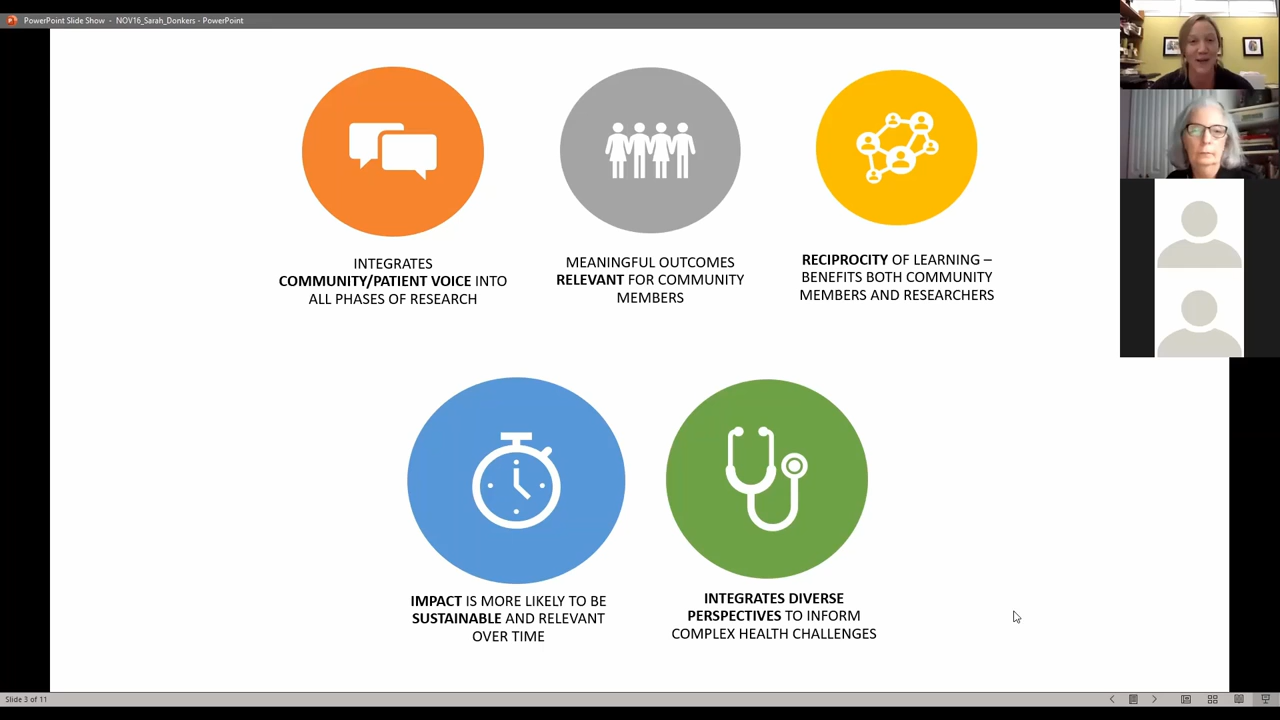 PowerPoint Slide Show - NOV16_Sarah_Donkers - PowerPoint
INTEGRATES
COMMUNITY/PATIENT VOICE INTO
ALL PHASES OF RESEARCH
MEANINGFUL OUTCOMES
RELEVANT FOR COMMUNITY
MEMBERS
RECIPROCITY OF LEARNING –
BENEFITS BOTH COMMUNITY
MEMBERS AND RESEARCHERS
IMPACT IS MORE LIKELY TO BE
SUSTAINABLE AND RELEVANT
OVER TIME
INTEGRATES DIVERSE
PERSPECTIVES TO INFORM
COMPLEX HEALTH CHALLENGES
Slide 3 of 11